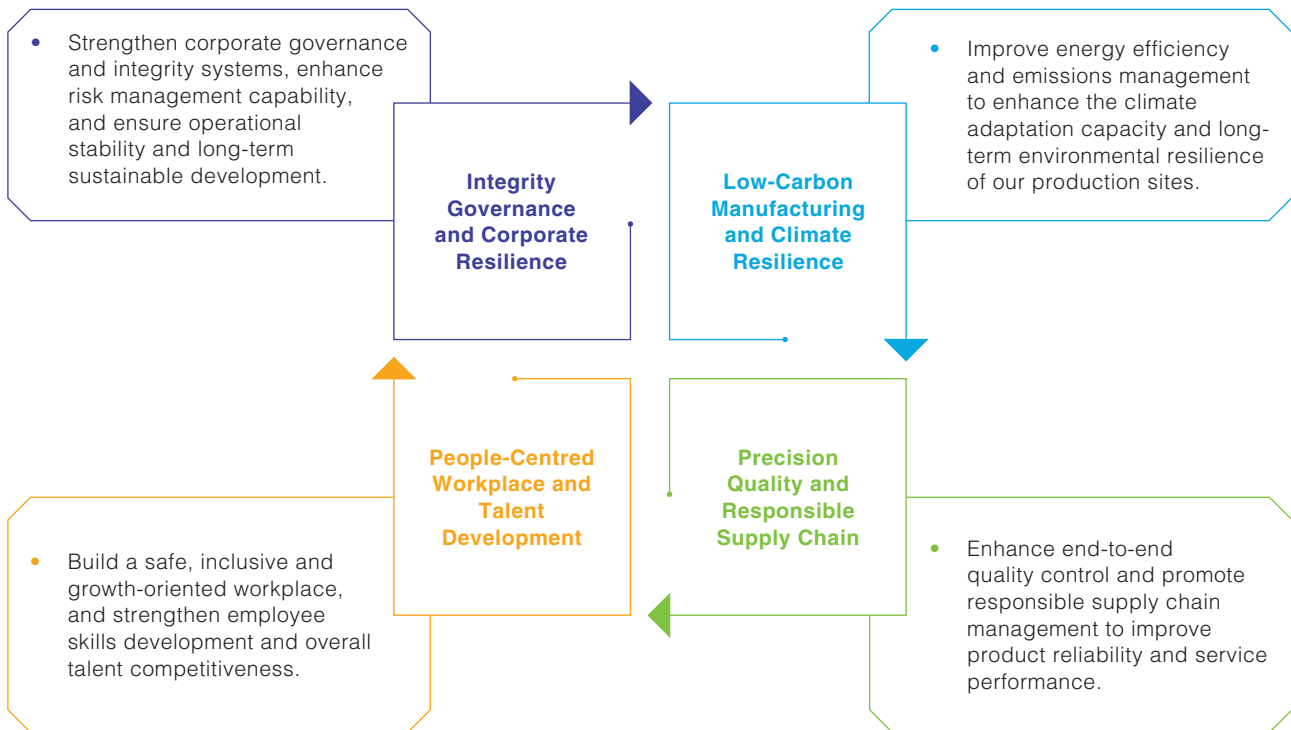 • Strengthen corporate governance
and integrity systems, enhance
risk management capability,
and ensure operational
stability and long-term
sustainable development.
Integrity
Governance
and Corporate
Resilience
Low-Carbon
Manufacturing
and Climate
Resilience
• Improve energy efficiency
and emissions management
to enhance the climate
adaptation capacity and long-
term environmental resilience
of our production sites.
• Build a safe, inclusive and
growth-oriented workplace,
and strengthen employee
skills development and overall
talent competitiveness.
People-Centred
Workplace and
Talent
Development
Precision
Quality and
Responsible
Supply Chain
• Enhance end-to-end
quality control and promote
responsible supply chain
management to improve
product reliability and service
performance.